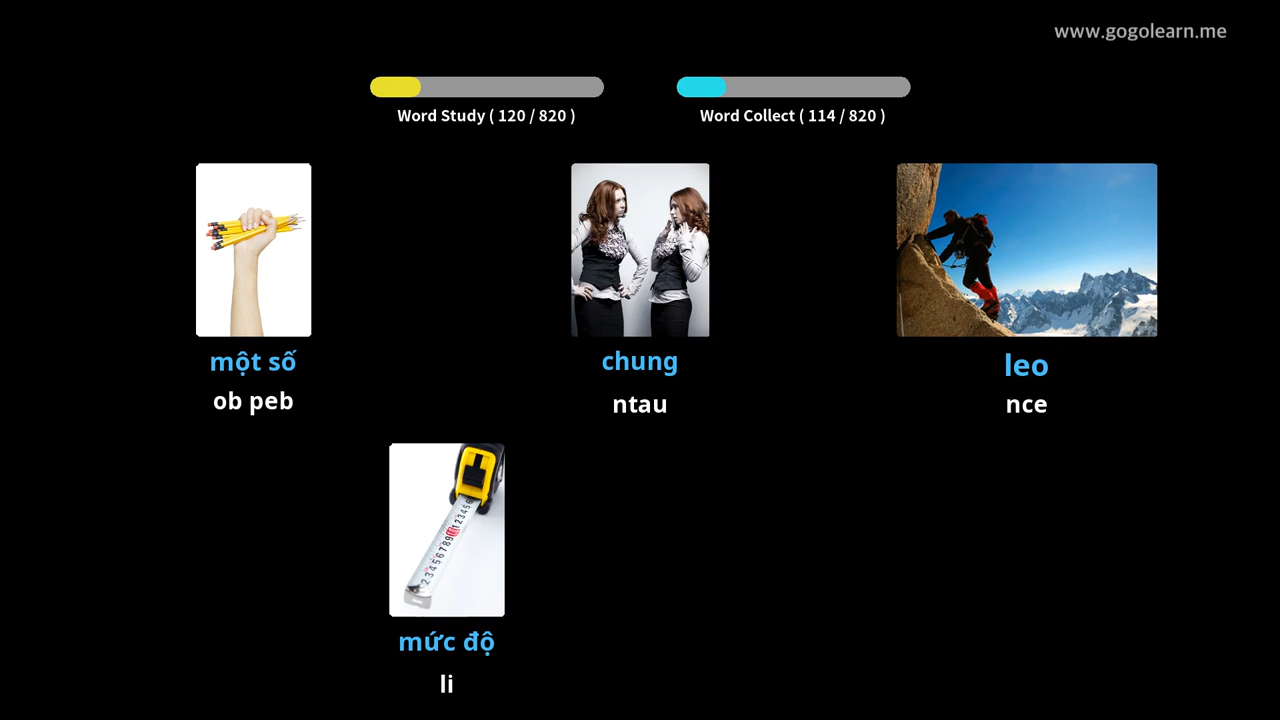 www.gogolearn.me
Word Study ( 120 / 820 )
Word Collect ( 114 / 820 )
một số
ob peb
chung
ntau
leo
nce
mức độ
li